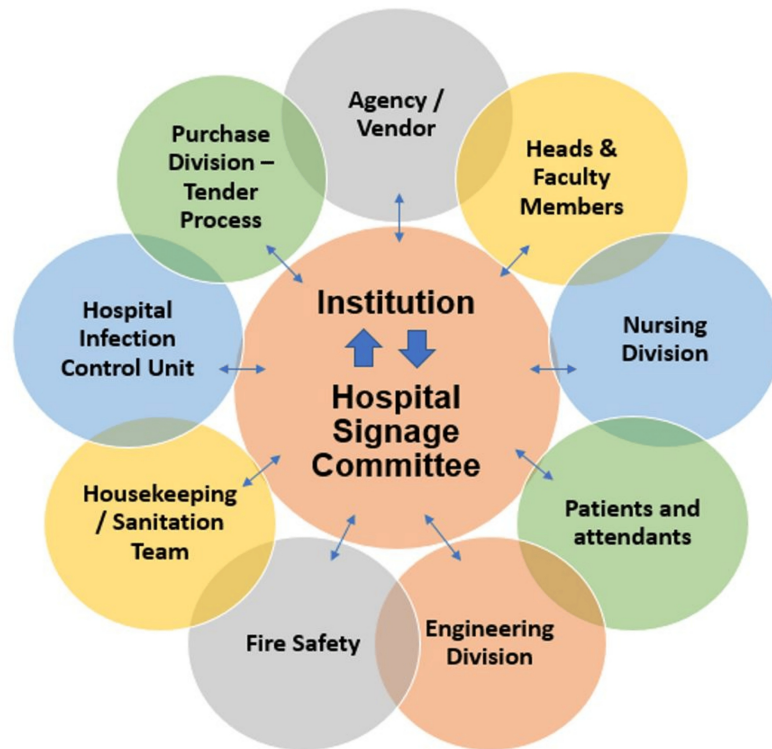 Agency /
Vendor
Heads &
Faculty
Members
Nursing
Division
Patients and
attendants
Engineering
Division
Fire Safety
Housekeeping
/ Sanitation
Team
Hospital
Infection
Control Unit
Purchase
Division –
Tender
Process
Institution
Hospital
Signage
Committee